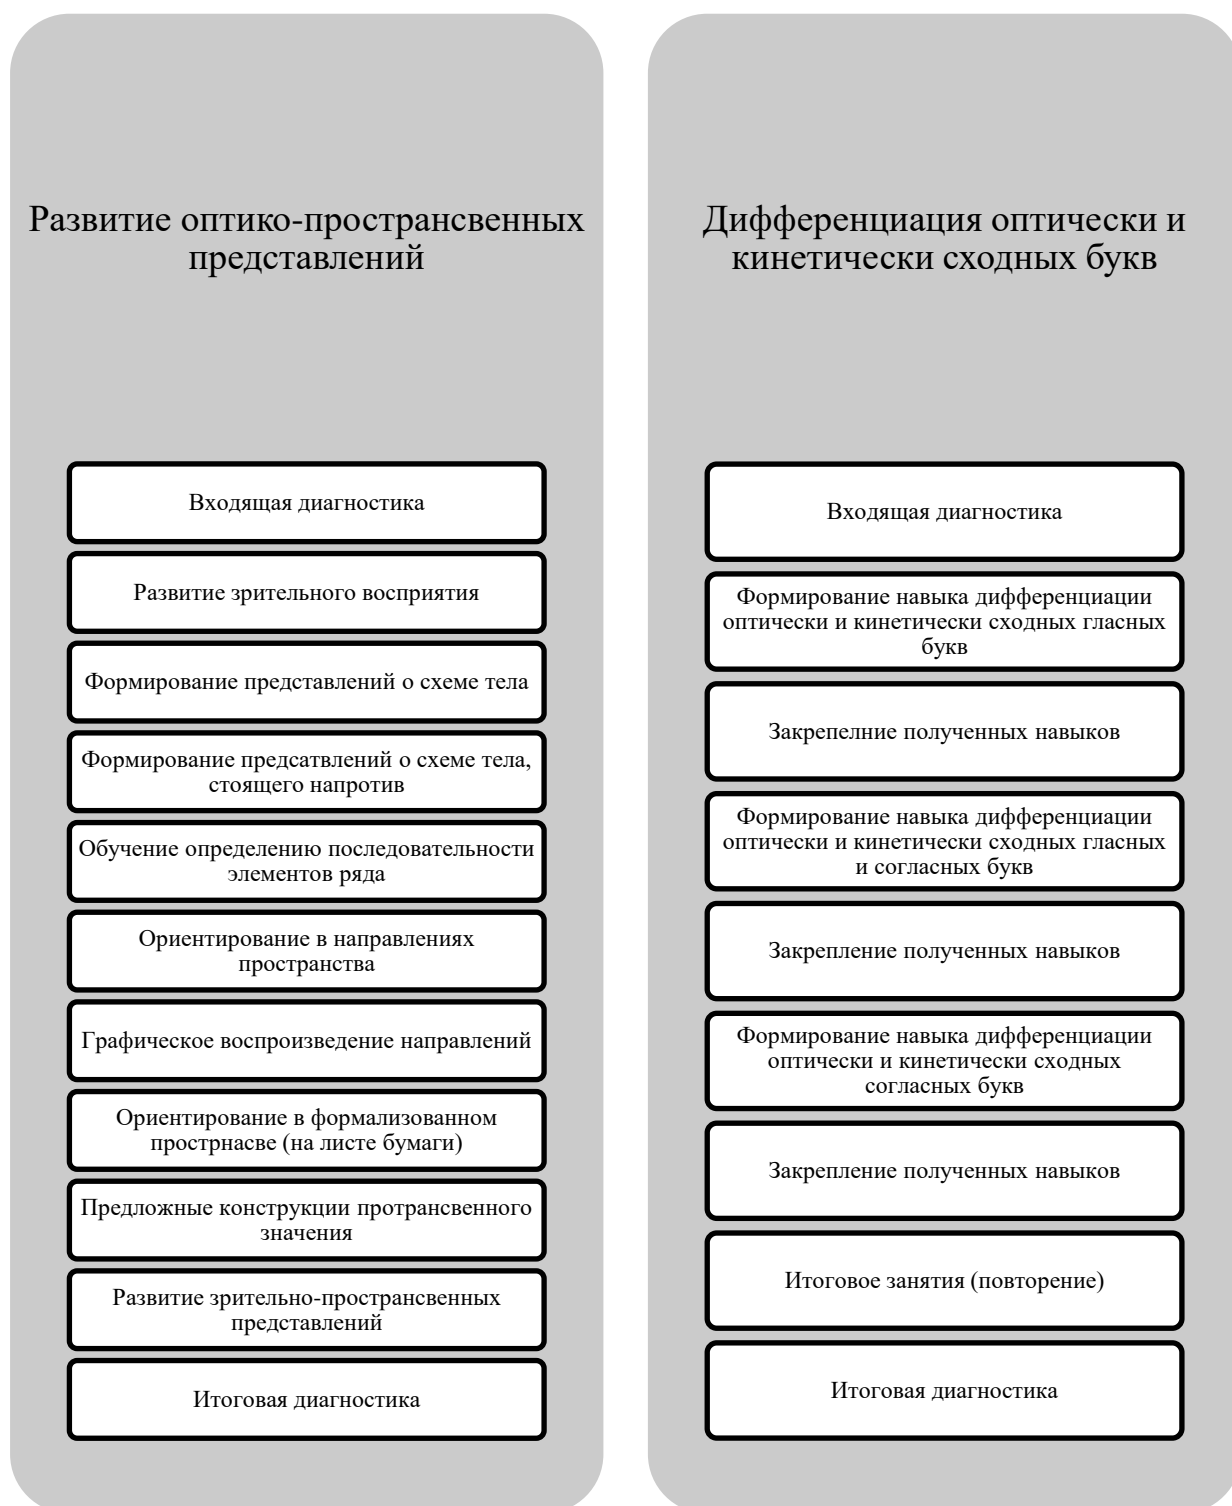 Развитие оптико-пространсвенных
представлений
Входящая диагностика
Развитие зрительного восприятия
Формирование представлений о схеме тела
Формирование предсатвлений о схеме тела,
стоящего напротив
Обучение определению последовательности
элементов ряда
Ориентирование в направлениях
пространства
Графическое воспроизведение направлений
Ориентирование в формализованном
прострнасве (на листе бумаги)
Предложные конструкции протрансвенного
значения
Развитие зрительно-пространсвенных
представлений
Итоговая диагностика
Дифференциация оптически и
кинетически сходных букв
Входящая диагностика
Формирование навыка дифференциации
оптически и кинетически сходных гласных
букв
Закрепелние полученных навыков
Формирование навыка дифференциации
оптически и кинетически сходных гласных
и согласных букв
Закрепление полученных навыков
Формирование навыка дифференциации
оптически и кинетически сходных
согласных букв
Закрепление полученных навыков
Итоговое занятия (повторение)
Итоговая диагностика